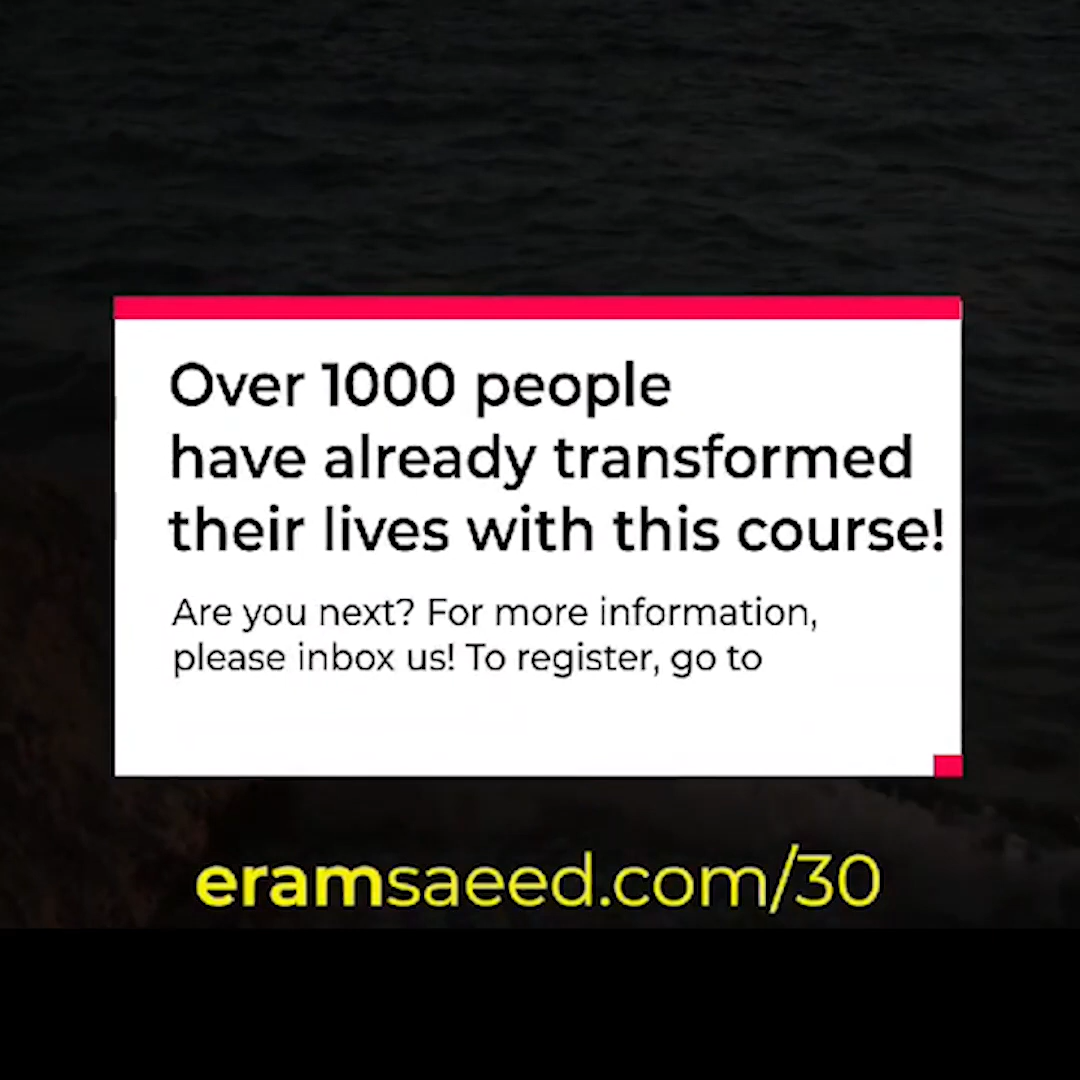 Over 1000 people
have already transformed
their lives with this course!
Are you next? For more information,
please inbox us! To register, go to
eramsaeed.com/30